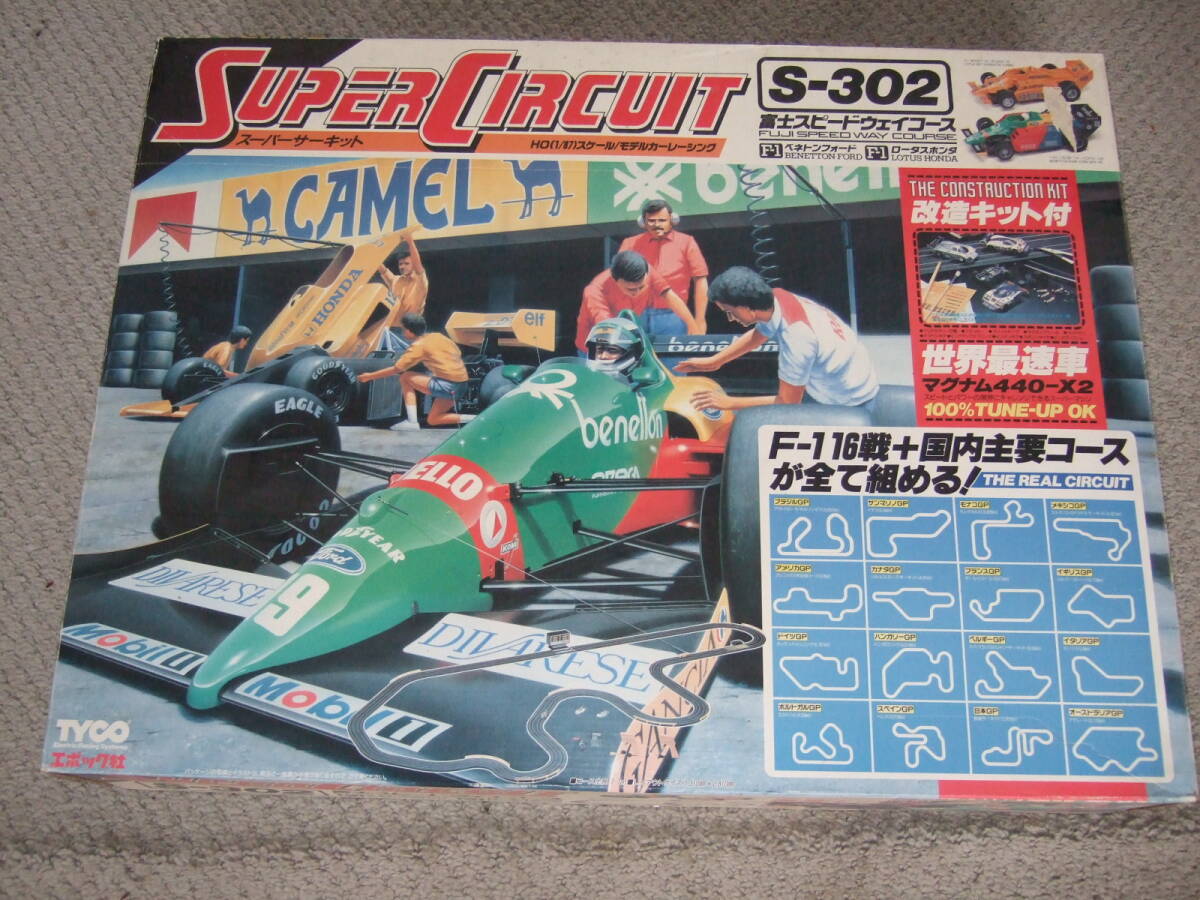 SUPER CIRCUIT
スーパーサーキット
HO(1/87)スケール/モデルカーレーシング
S-302
富士スピードウェイコース
FUJI SPEEDWAY COURSE
F-1 ベネトンフォード
BENETTON FORD
F-1 ロータスホンダ
LOTUS HONDA
THE CONSTRUCTION KIT
改造キット付
世界最速車
マグナム440-X2
100%TUNE-UP OK
CAMEL
HONDA
elf
benetton
EAGLE
GOODYEAR
benetton
GOODYEAR
Ford
19
DIVARESE
DIVARESE
Mobil 1
Mobil 1
F-1 16戦+国内主要コース
が全て組める!
THE REAL CIRCUIT
ブラジルGP
サンマリノGP
モナコGP
メキシコGP
アメリカGP
カナダGP
フランスGP
イギリスGP
ドイツGP
ハンガリーGP
ベルギーGP
イタリアGP
ポルトガルGP
スペインGP
日本GP
オーストラリアGP
TYCO
エポック社